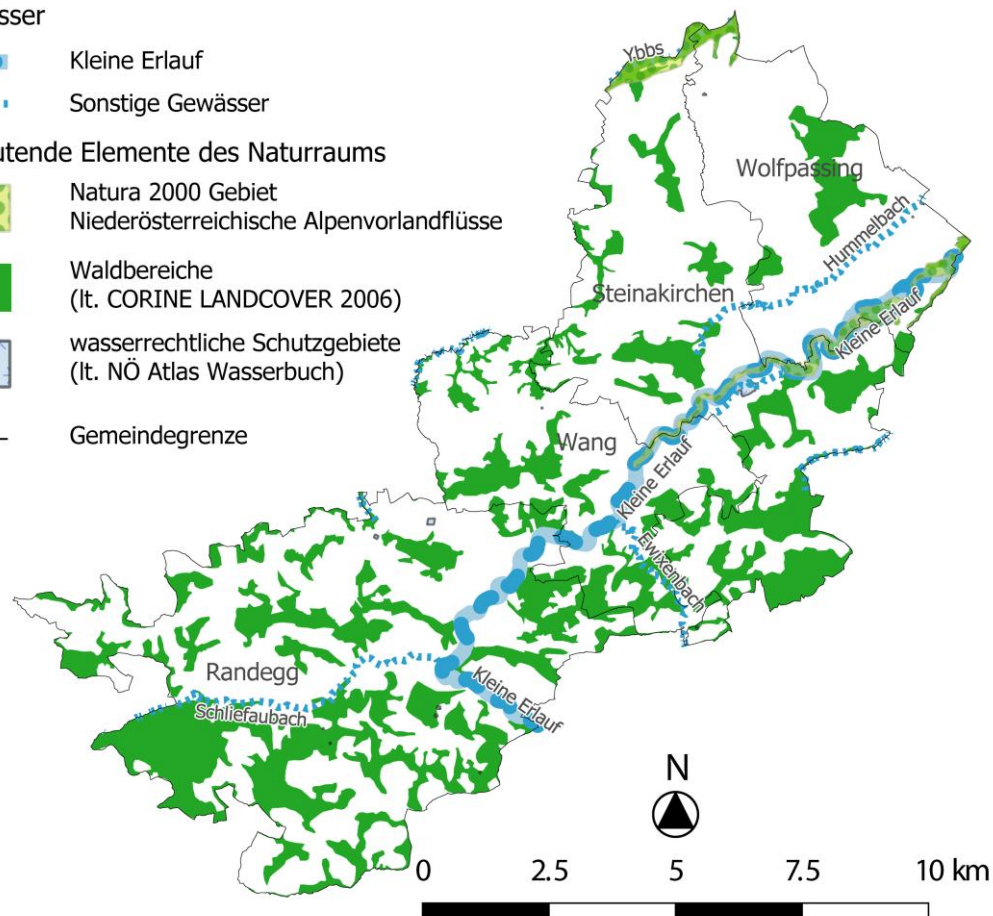 sser
Kleine Erlauf
Sonstige Gewässer
utende Elemente des Naturraums
Natura 2000 Gebiet
Niederösterreichische Alpenvorlandflüsse
Waldbereiche
(lt. CORINE LANDCOVER 2006)
wasserrechtliche Schutzgebiete
(lt. NÖ Atlas Wasserbuch)
Gemeindegrenze
Ybbs
Wolfpassing
Hummelbach
Steinakirchen
Kleine Erlauf
Wang
Kleine Erlauf
Ewixenbach
Randegg
Kleine Erlauf
Schliefaubach
N
0 2.5 5 7.5 10 km